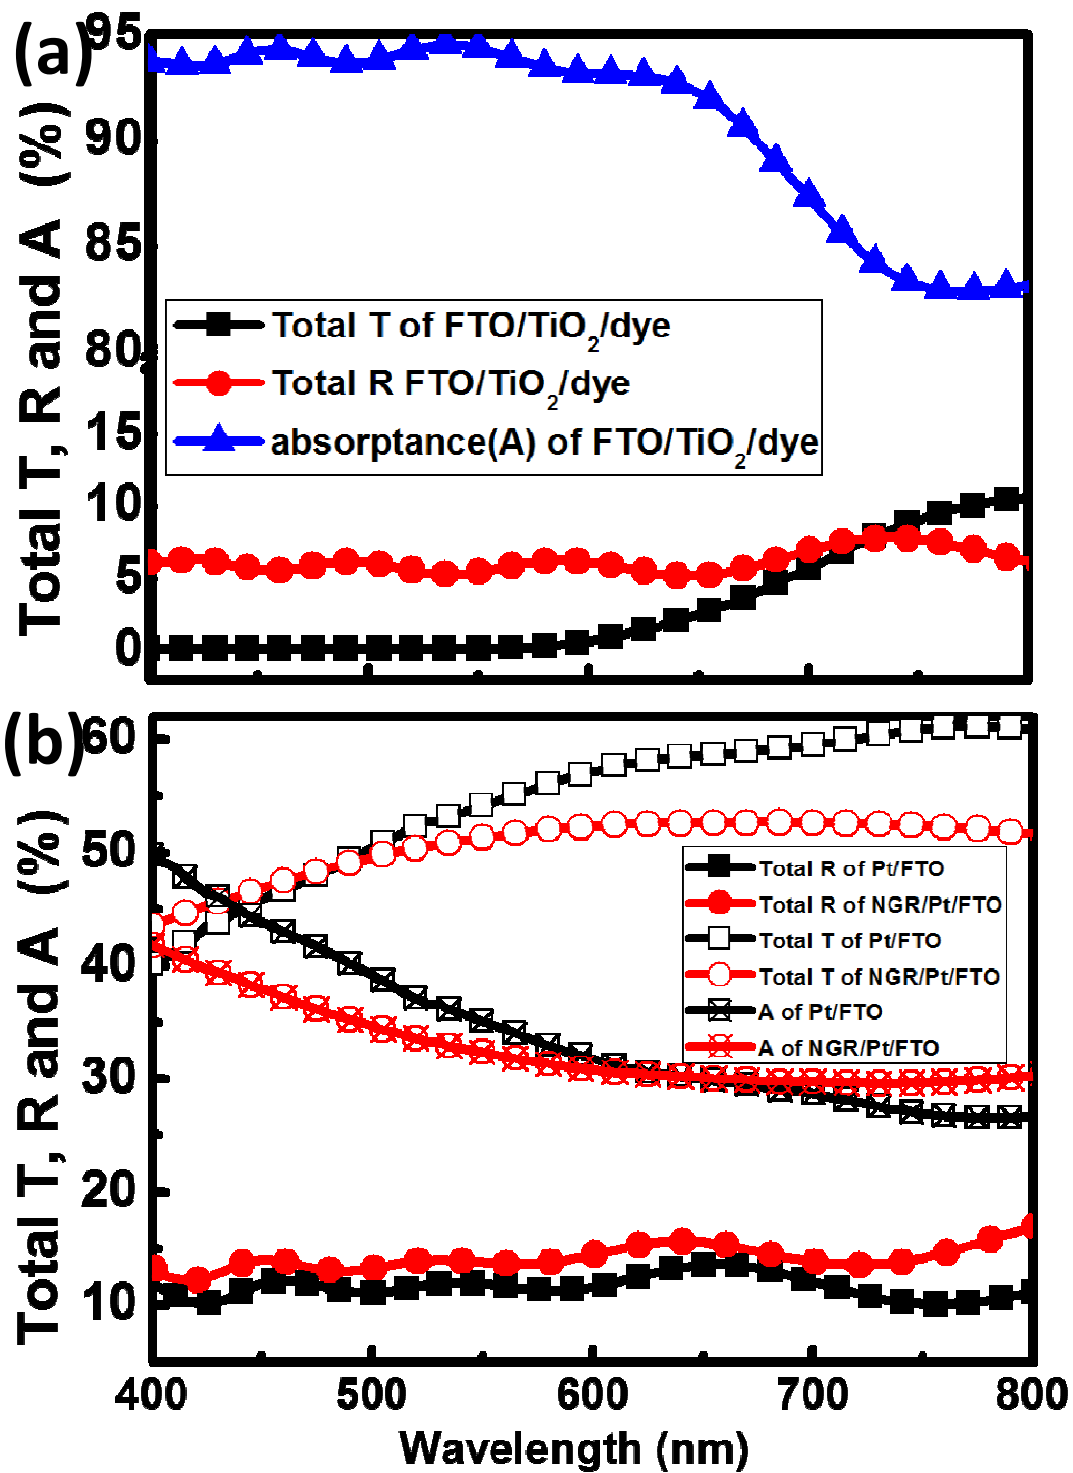 (a)
Total T, R and A (%)
95
90
85
80
15
10
5
0
Total T of FTO/TiO2/dye
Total R FTO/TiO2/dye
absorptance(A) of FTO/TiO2/dye
(b)
Total T, R and A (%)
60
50
40
30
20
10
Total R of Pt/FTO
Total R of NGR/Pt/FTO
Total T of Pt/FTO
Total T of NGR/Pt/FTO
A of Pt/FTO
A of NGR/Pt/FTO
400 500 600 700 800
Wavelength (nm)